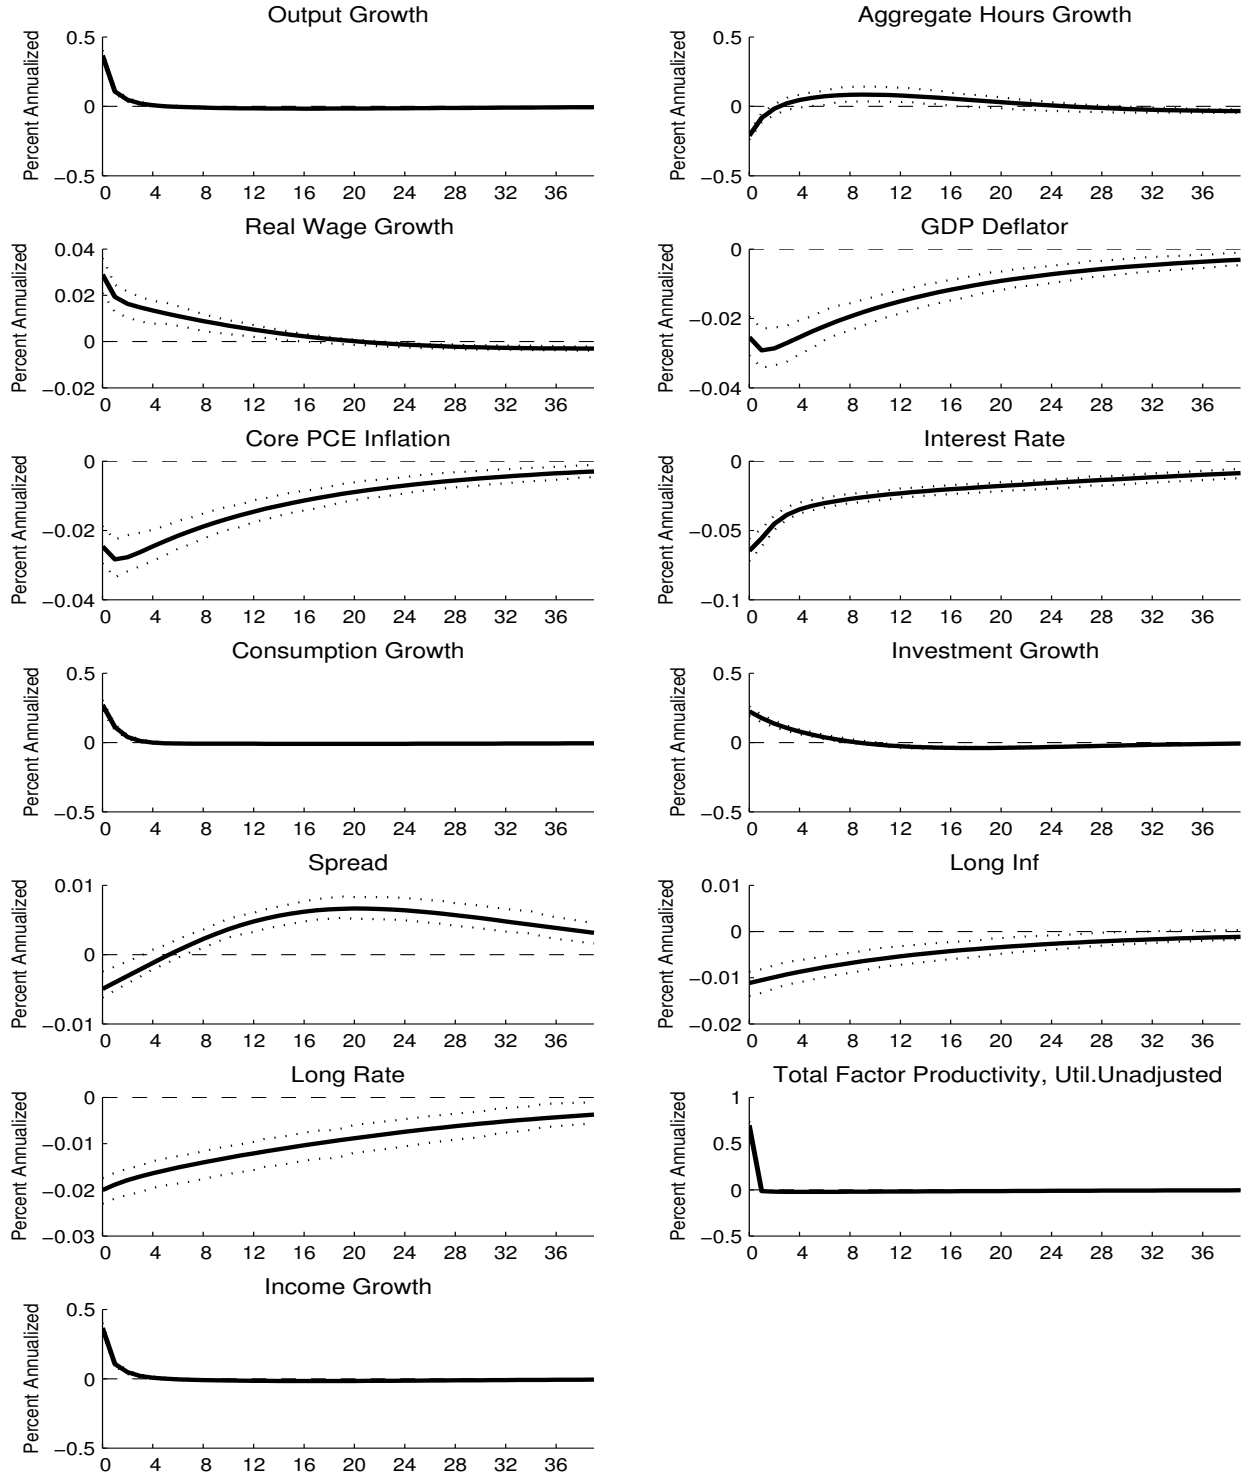 Output Growth
Percent Annualized
0.5
0
−0.5
0 4 8 12 16 20 24 28 32 36
Aggregate Hours Growth
Percent Annualized
0.5
0
−0.5
0 4 8 12 16 20 24 28 32 36
Real Wage Growth
Percent Annualized
0.04
0.02
0
−0.02
0 4 8 12 16 20 24 28 32 36
GDP Deflator
Percent Annualized
0
−0.02
−0.04
0 4 8 12 16 20 24 28 32 36
Core PCE Inflation
Percent Annualized
0
−0.02
−0.04
0 4 8 12 16 20 24 28 32 36
Interest Rate
Percent Annualized
0
−0.05
−0.1
0 4 8 12 16 20 24 28 32 36
Consumption Growth
Percent Annualized
0.5
0
−0.5
0 4 8 12 16 20 24 28 32 36
Investment Growth
Percent Annualized
0.5
0
−0.5
0 4 8 12 16 20 24 28 32 36
Spread
Percent Annualized
0.01
0
−0.01
0 4 8 12 16 20 24 28 32 36
Long Inf
Percent Annualized
0.01
0
−0.01
−0.02
0 4 8 12 16 20 24 28 32 36
Long Rate
Percent Annualized
0
−0.01
−0.02
−0.03
0 4 8 12 16 20 24 28 32 36
Total Factor Productivity, Util.Unadjusted
Percent Annualized
1
0.5
0
−0.5
0 4 8 12 16 20 24 28 32 36
Income Growth
Percent Annualized
0.5
0
−0.5
0 4 8 12 16 20 24 28 32 36